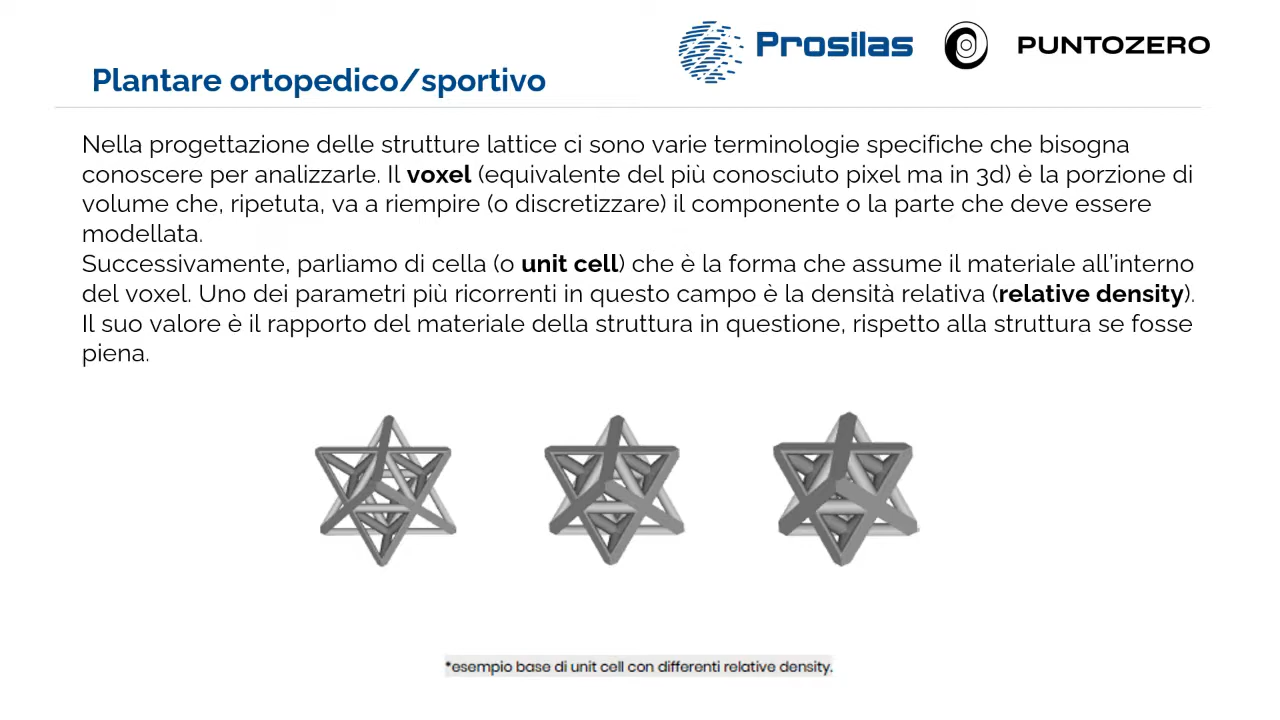 Prosilas
PUNTOZERO
Plantare ortopedico/sportivo
Nella progettazione delle strutture lattice ci sono varie terminologie specifiche che bisogna
conoscere per analizzarle. Il voxel (equivalente del più conosciuto pixel ma in 3d) è la porzione di
volume che, ripetuta, va a riempire (o discretizzare) il componente o la parte che deve essere
modellata.
Successivamente, parliamo di cella (o unit cell) che è la forma che assume il materiale all'interno
del voxel. Uno dei parametri più ricorrenti in questo campo è la densità relativa (relative density).
Il suo valore è il rapporto del materiale della struttura in questione, rispetto alla struttura se fosse
piena.
*esempio base di unit cell con differenti relative density.